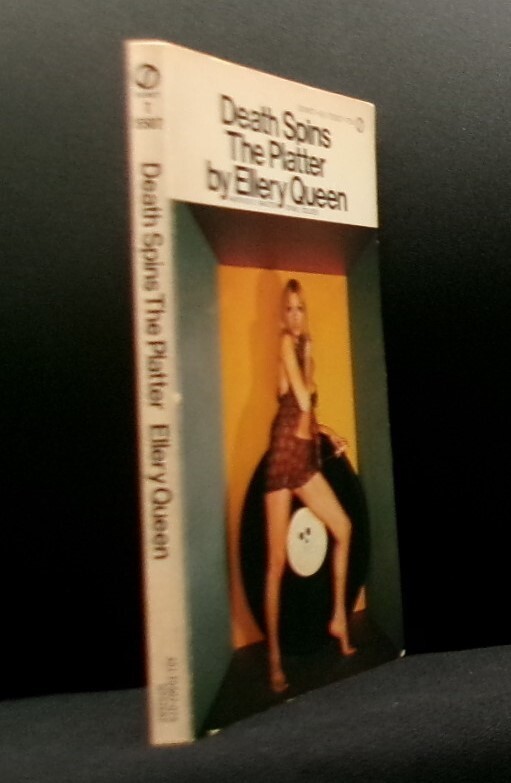 Death Spins
The Platter
by Ellery Queen
Death Spins The Platter Ellery Queen